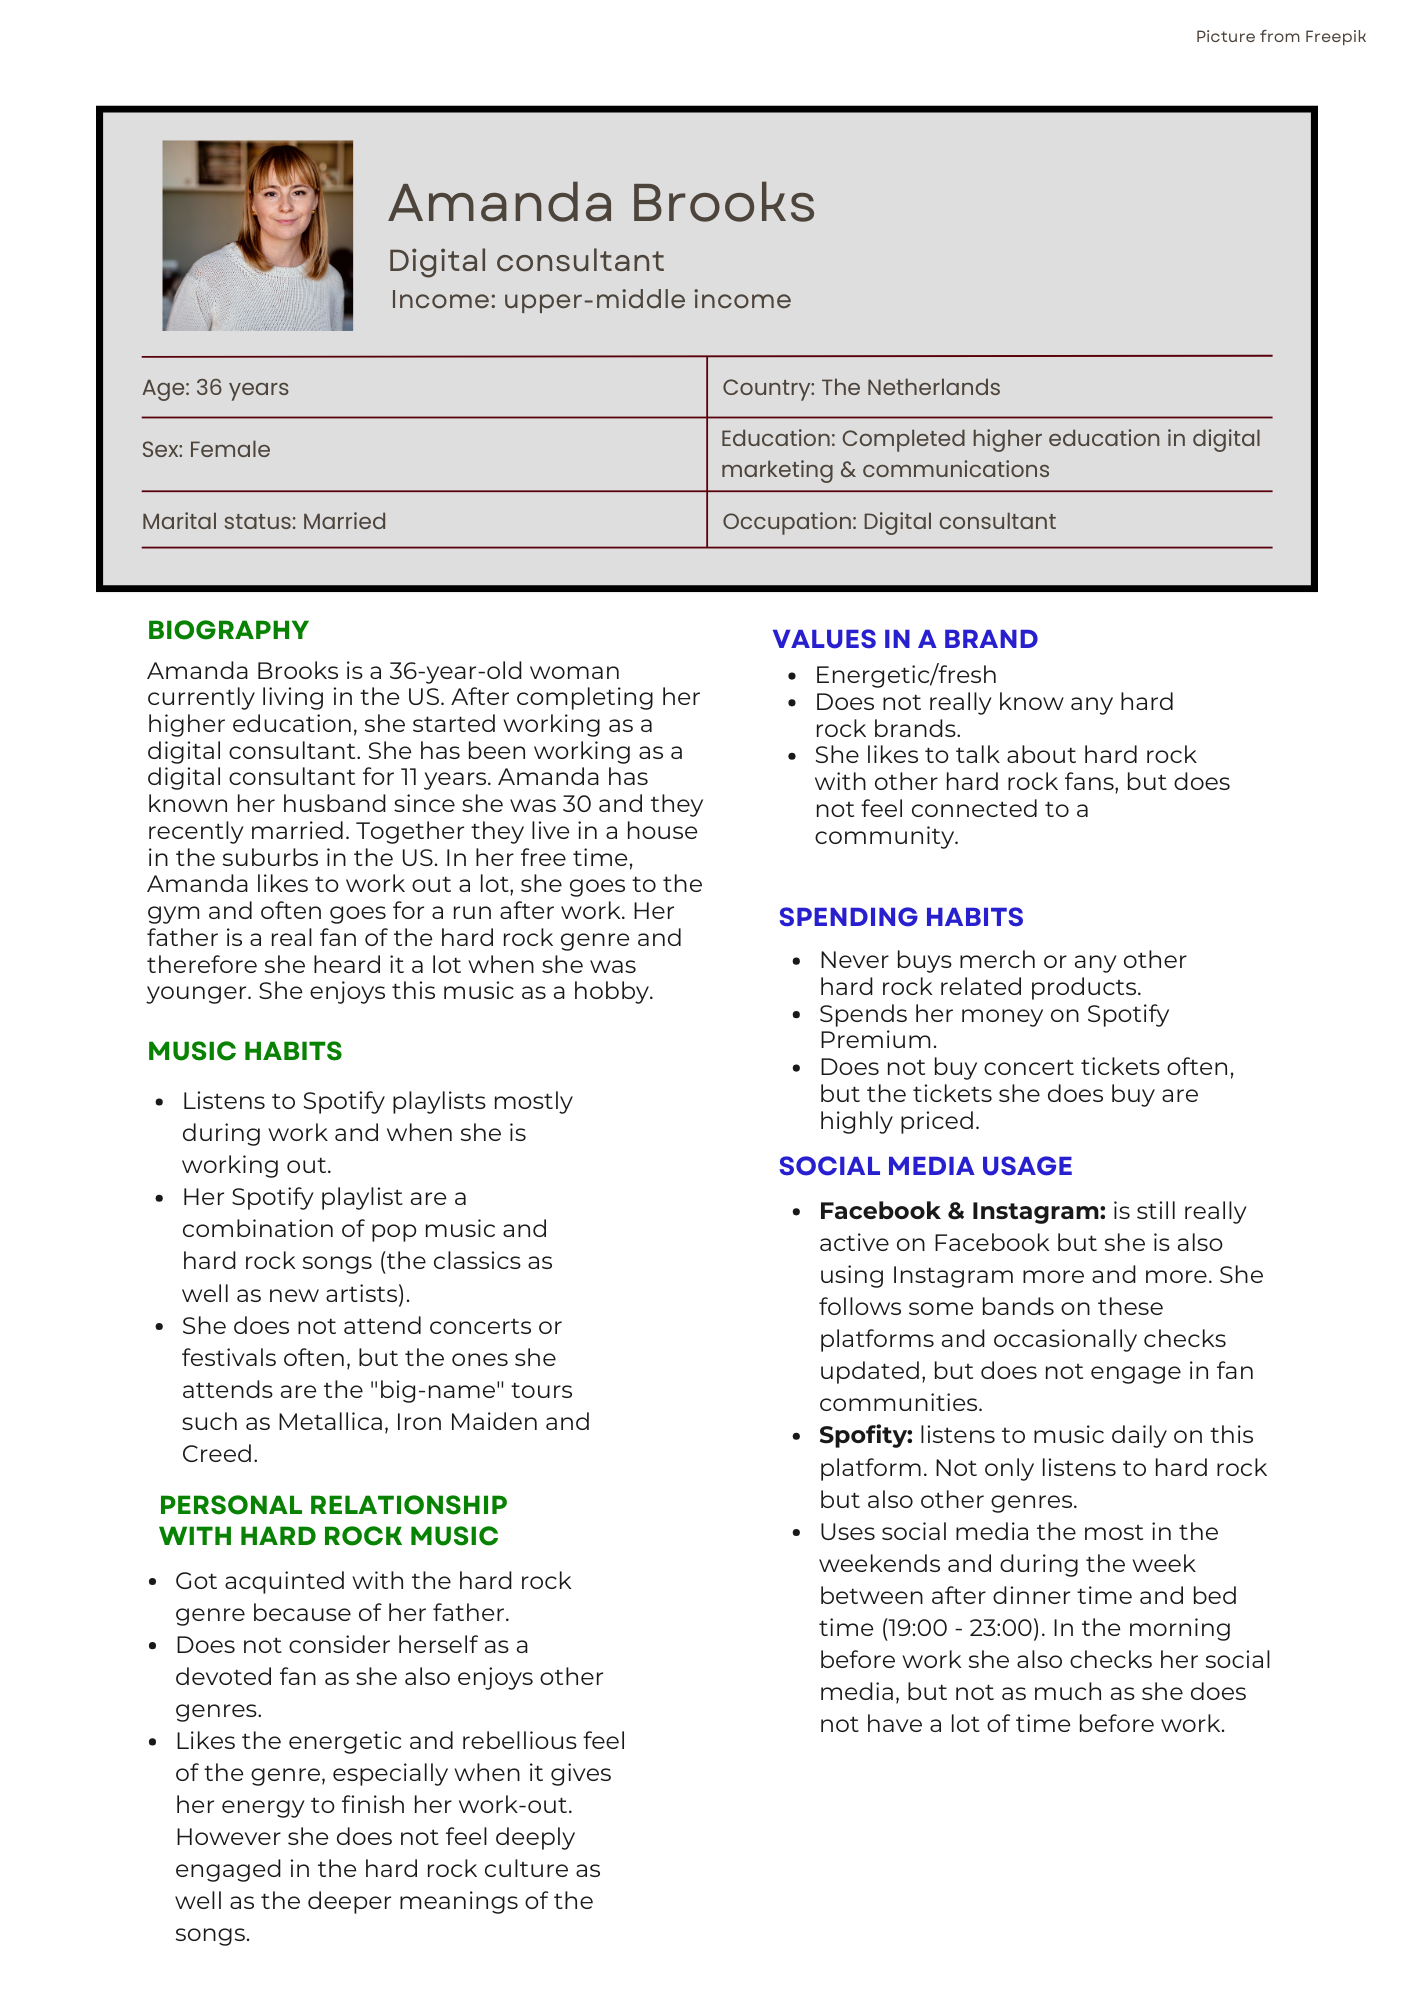 Picture from Freepik
Amanda Brooks
Digital consultant
Income: upper-middle income
Age: 36 years
Country: The Netherlands
Sex: Female
Education: Completed higher education in digital
marketing & communications
Marital status: Married
Occupation: Digital consultant
BIOGRAPHY
Amanda Brooks is a 36-year-old woman
currently living in the US. After completing her
higher education, she started working as a
digital consultant. She has been working as a
digital consultant for 11 years. Amanda has
known her husband since she was 30 and they
recently married. Together they live in a house
in the suburbs in the US. In her free time,
Amanda likes to work out a lot, she goes to the
gym and often goes for a run after work. Her
father is a real fan of the hard rock genre and
therefore she heard it a lot when she was
younger. She enjoys this music as a hobby.
MUSIC HABITS
• Listens to Spotify playlists mostly
during work and when she is
working out.
• Her Spotify playlist are a
combination of pop music and
hard rock songs (the classics as
well as new artists).
• She does not attend concerts or
festivals often, but the ones she
attends are the "big-name" tours
such as Metallica, Iron Maiden and
Creed.
PERSONAL RELATIONSHIP
WITH HARD ROCK MUSIC
• Got acquinted with the hard rock
genre because of her father.
• Does not consider herself as a
devoted fan as she also enjoys other
genres.
• Likes the energetic and rebellious feel
of the genre, especially when it gives
her energy to finish her work-out.
However she does not feel deeply
engaged in the hard rock culture as
well as the deeper meanings of the
songs.
VALUES IN A BRAND
• Energetic/fresh
• Does not really know any hard
rock brands.
• She likes to talk about hard rock
with other hard rock fans, but does
not feel connected to a
community.
SPENDING HABITS
• Never buys merch or any other
hard rock related products.
• Spends her money on Spotify
Premium.
• Does not buy concert tickets often,
but the tickets she does buy are
highly priced.
SOCIAL MEDIA USAGE
• Facebook & Instagram: is still really
active on Facebook but she is also
using Instagram more and more. She
follows some bands on these
platforms and occasionally checks
updated, but does not engage in fan
communities.
• Spofity: listens to music daily on this
platform. Not only listens to hard rock
but also other genres.
• Uses social media the most in the
weekends and during the week
between after dinner time and bed
time (19:00 - 23:00). In the morning
before work she also checks her social
media, but not as much as she does
not have a lot of time before work.